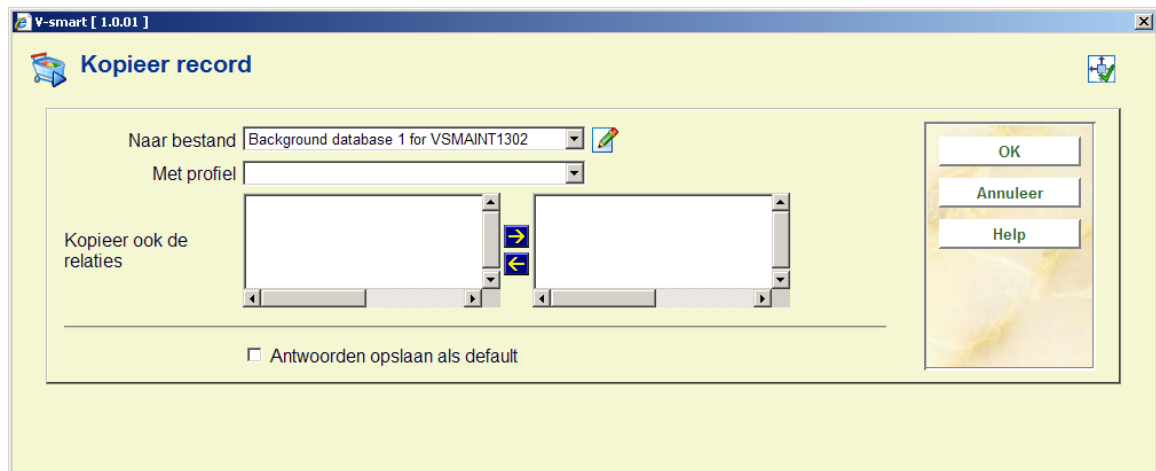 V-smart [ 1.0.01 ]
Kopieer record
Naar bestand Background database 1 for VSMAINT1302
Met profiel
Kopieer ook de
relaties
Antwoorden opslaan als default
OK
Annuleer
Help